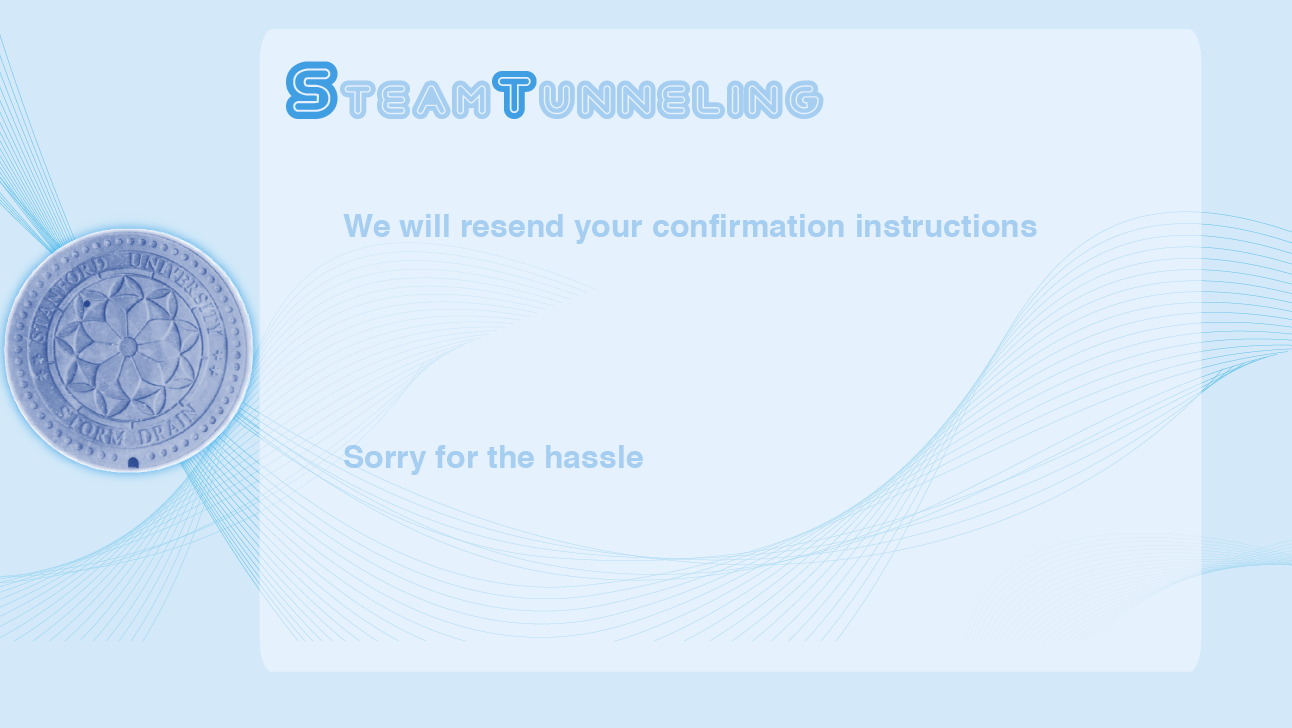 SteamTunneling
We will resend your confirmation instructions
STANFORD UNIVERSITY
STORM DRAIN
Sorry for the hassle